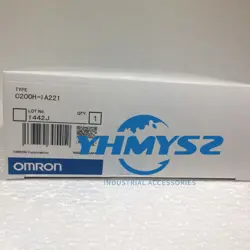 TYPE
C200H-IA221
LOT No.
1442J
QTY.
1
YHMYSZ
OMRON
INDUSTRIAL ACCESSORIES